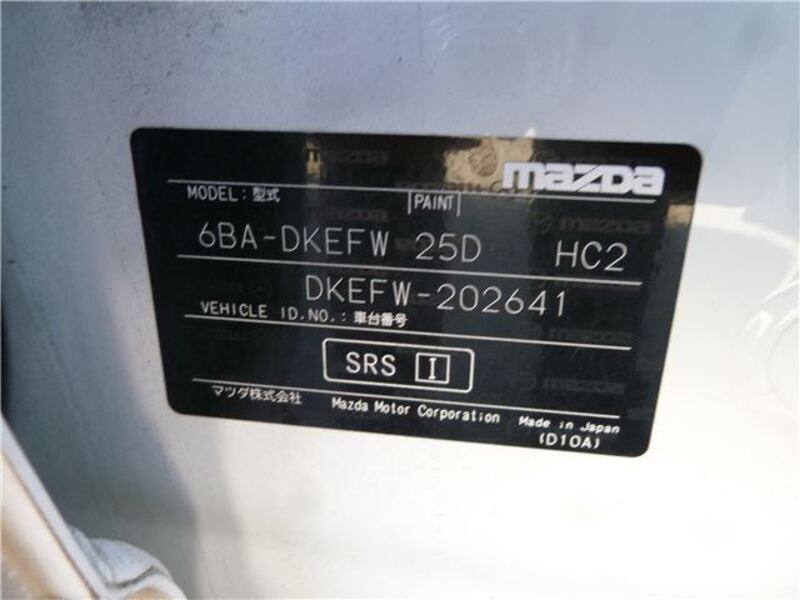 mazda
MODEL:型式 PAINT
6BA-DKEFW 25D HC2
DKEFW-202641
VEHICLE ID.NO.:車台番号
SRS I
マツダ株式会社 Mazda Motor Corporation Made in Japan
(D10A)